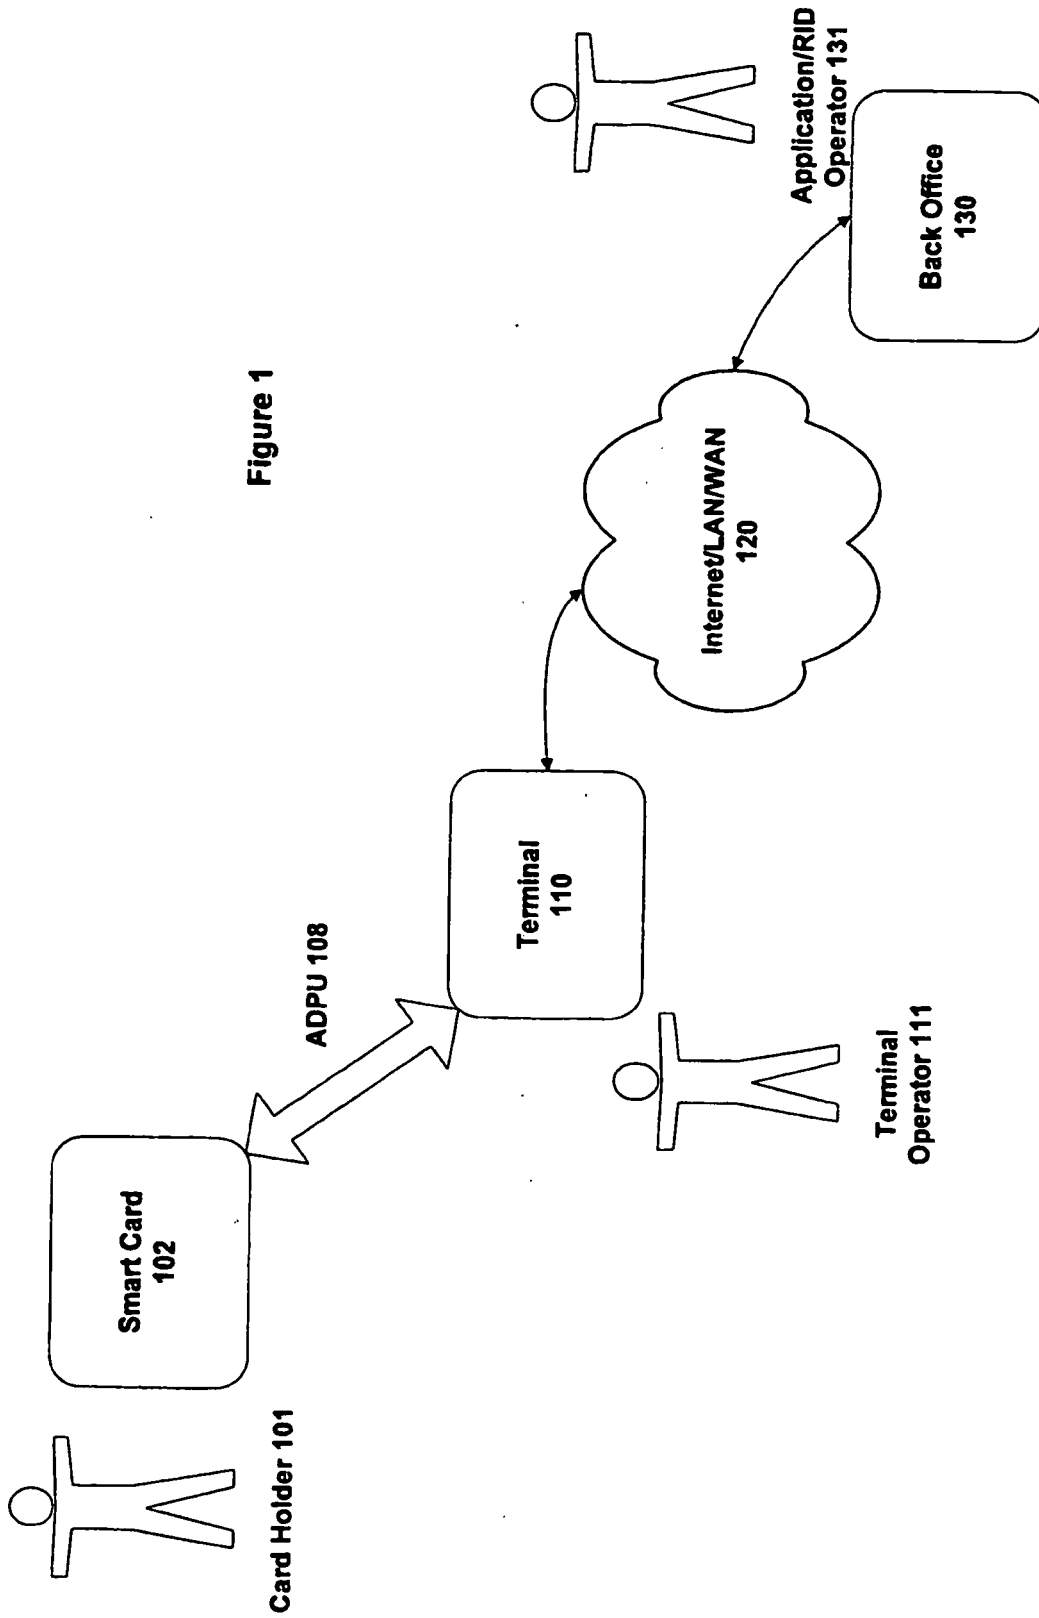 Figure 1
Card Holder 101
Smart Card
102
ADPU 108
Terminal
110
Terminal
Operator 111
Internet/LAN/WAN
120
Application/RID
Operator 131
Back Office
130